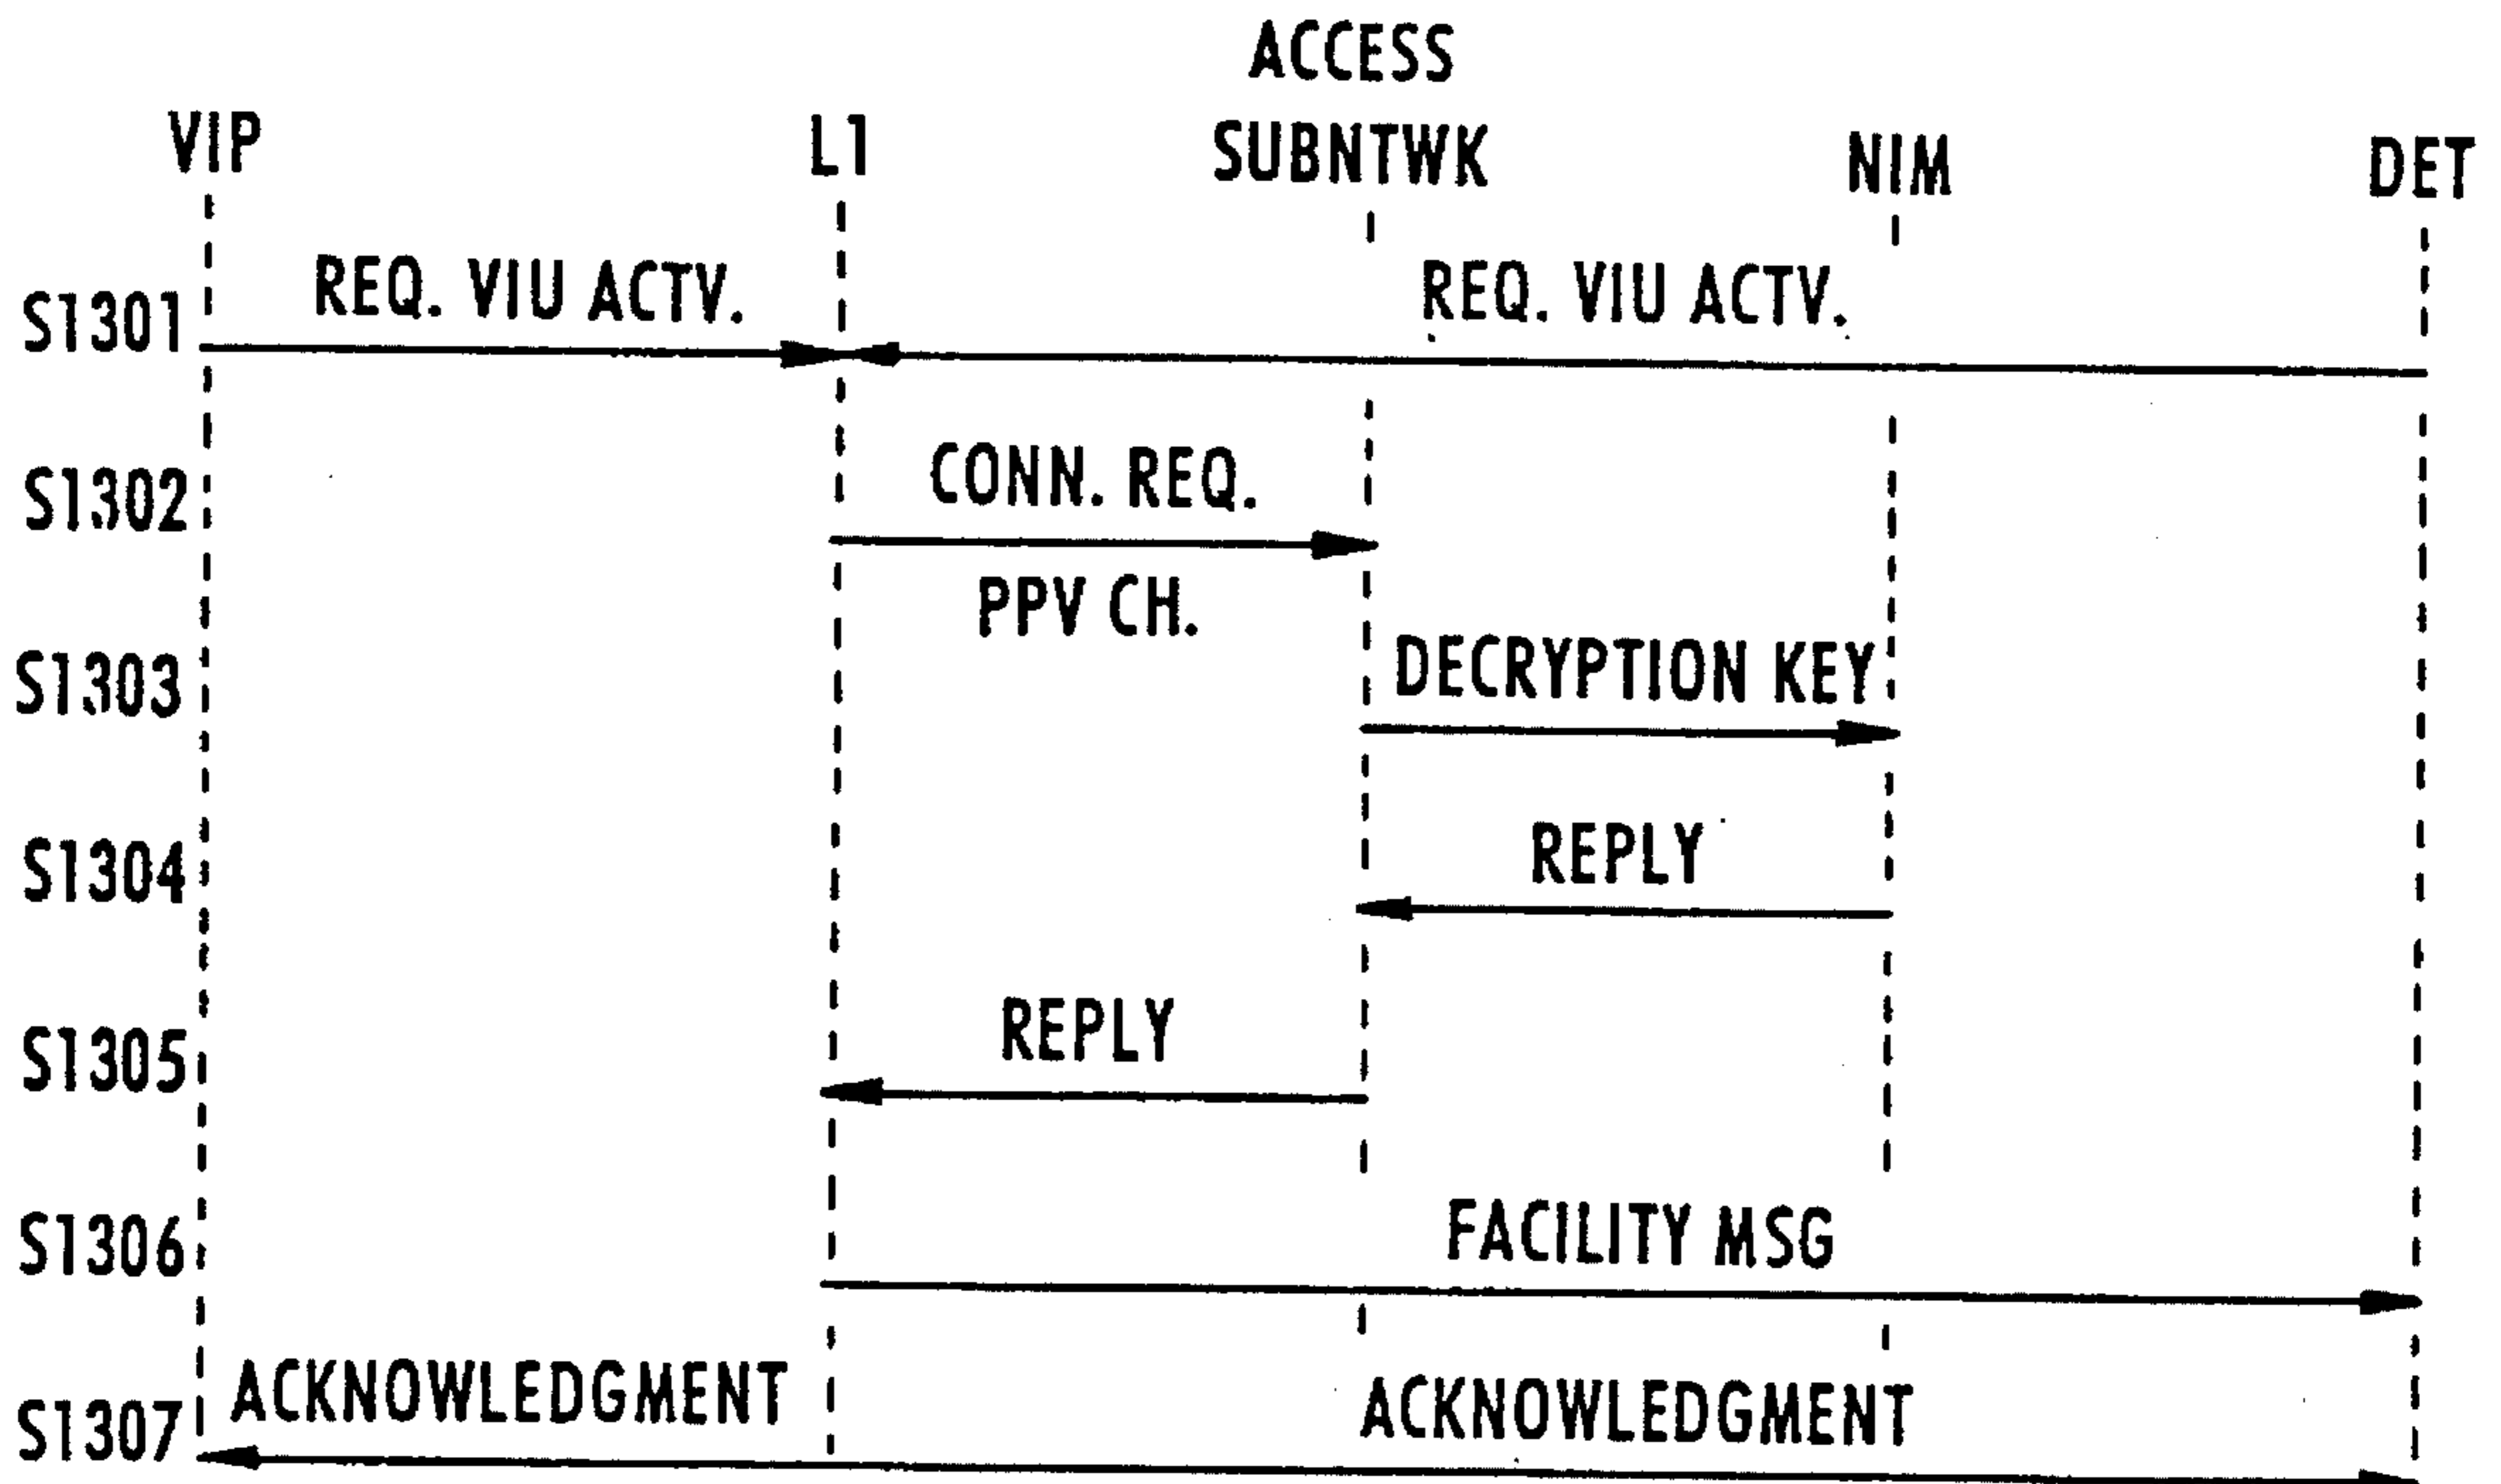 ACCESS
VIP L1 SUBNTWK NIM DET
S1301 REQ. VIU ACTV. REQ. VIU ACTV.
S1302 CONN. REQ.
PPV CH.
S1303 DECRYPTION KEY
S1304 REPLY
S1305 REPLY
S1306 FACILITY MSG
S1307 ACKNOWLEDGMENT ACKNOWLEDGMENT